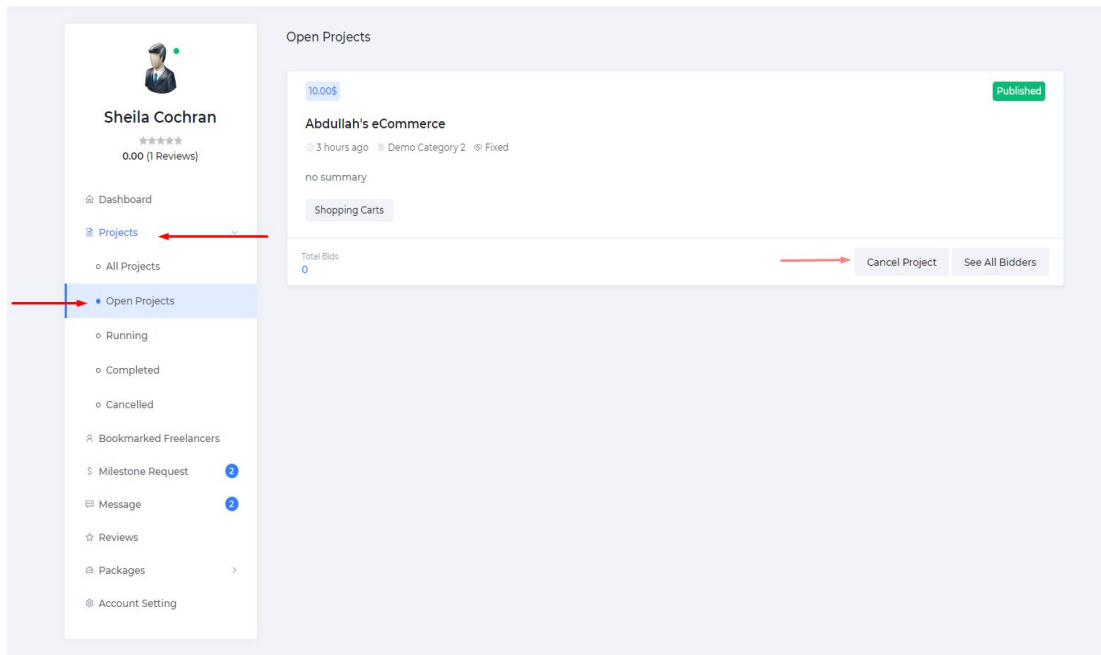 Sheila Cochran
0.00 (1 Reviews)
Dashboard
Projects
All Projects
Open Projects
Running
Completed
Cancelled
Bookmarked Freelancers
Milestone Request 2
Message 2
Reviews
Packages
Account Setting
Open Projects
10.00$ Published
Abdullah's eCommerce
3 hours ago Demo Category 2 Fixed
no summary
Shopping Carts
Total Bids
0
Cancel Project See All Bidders